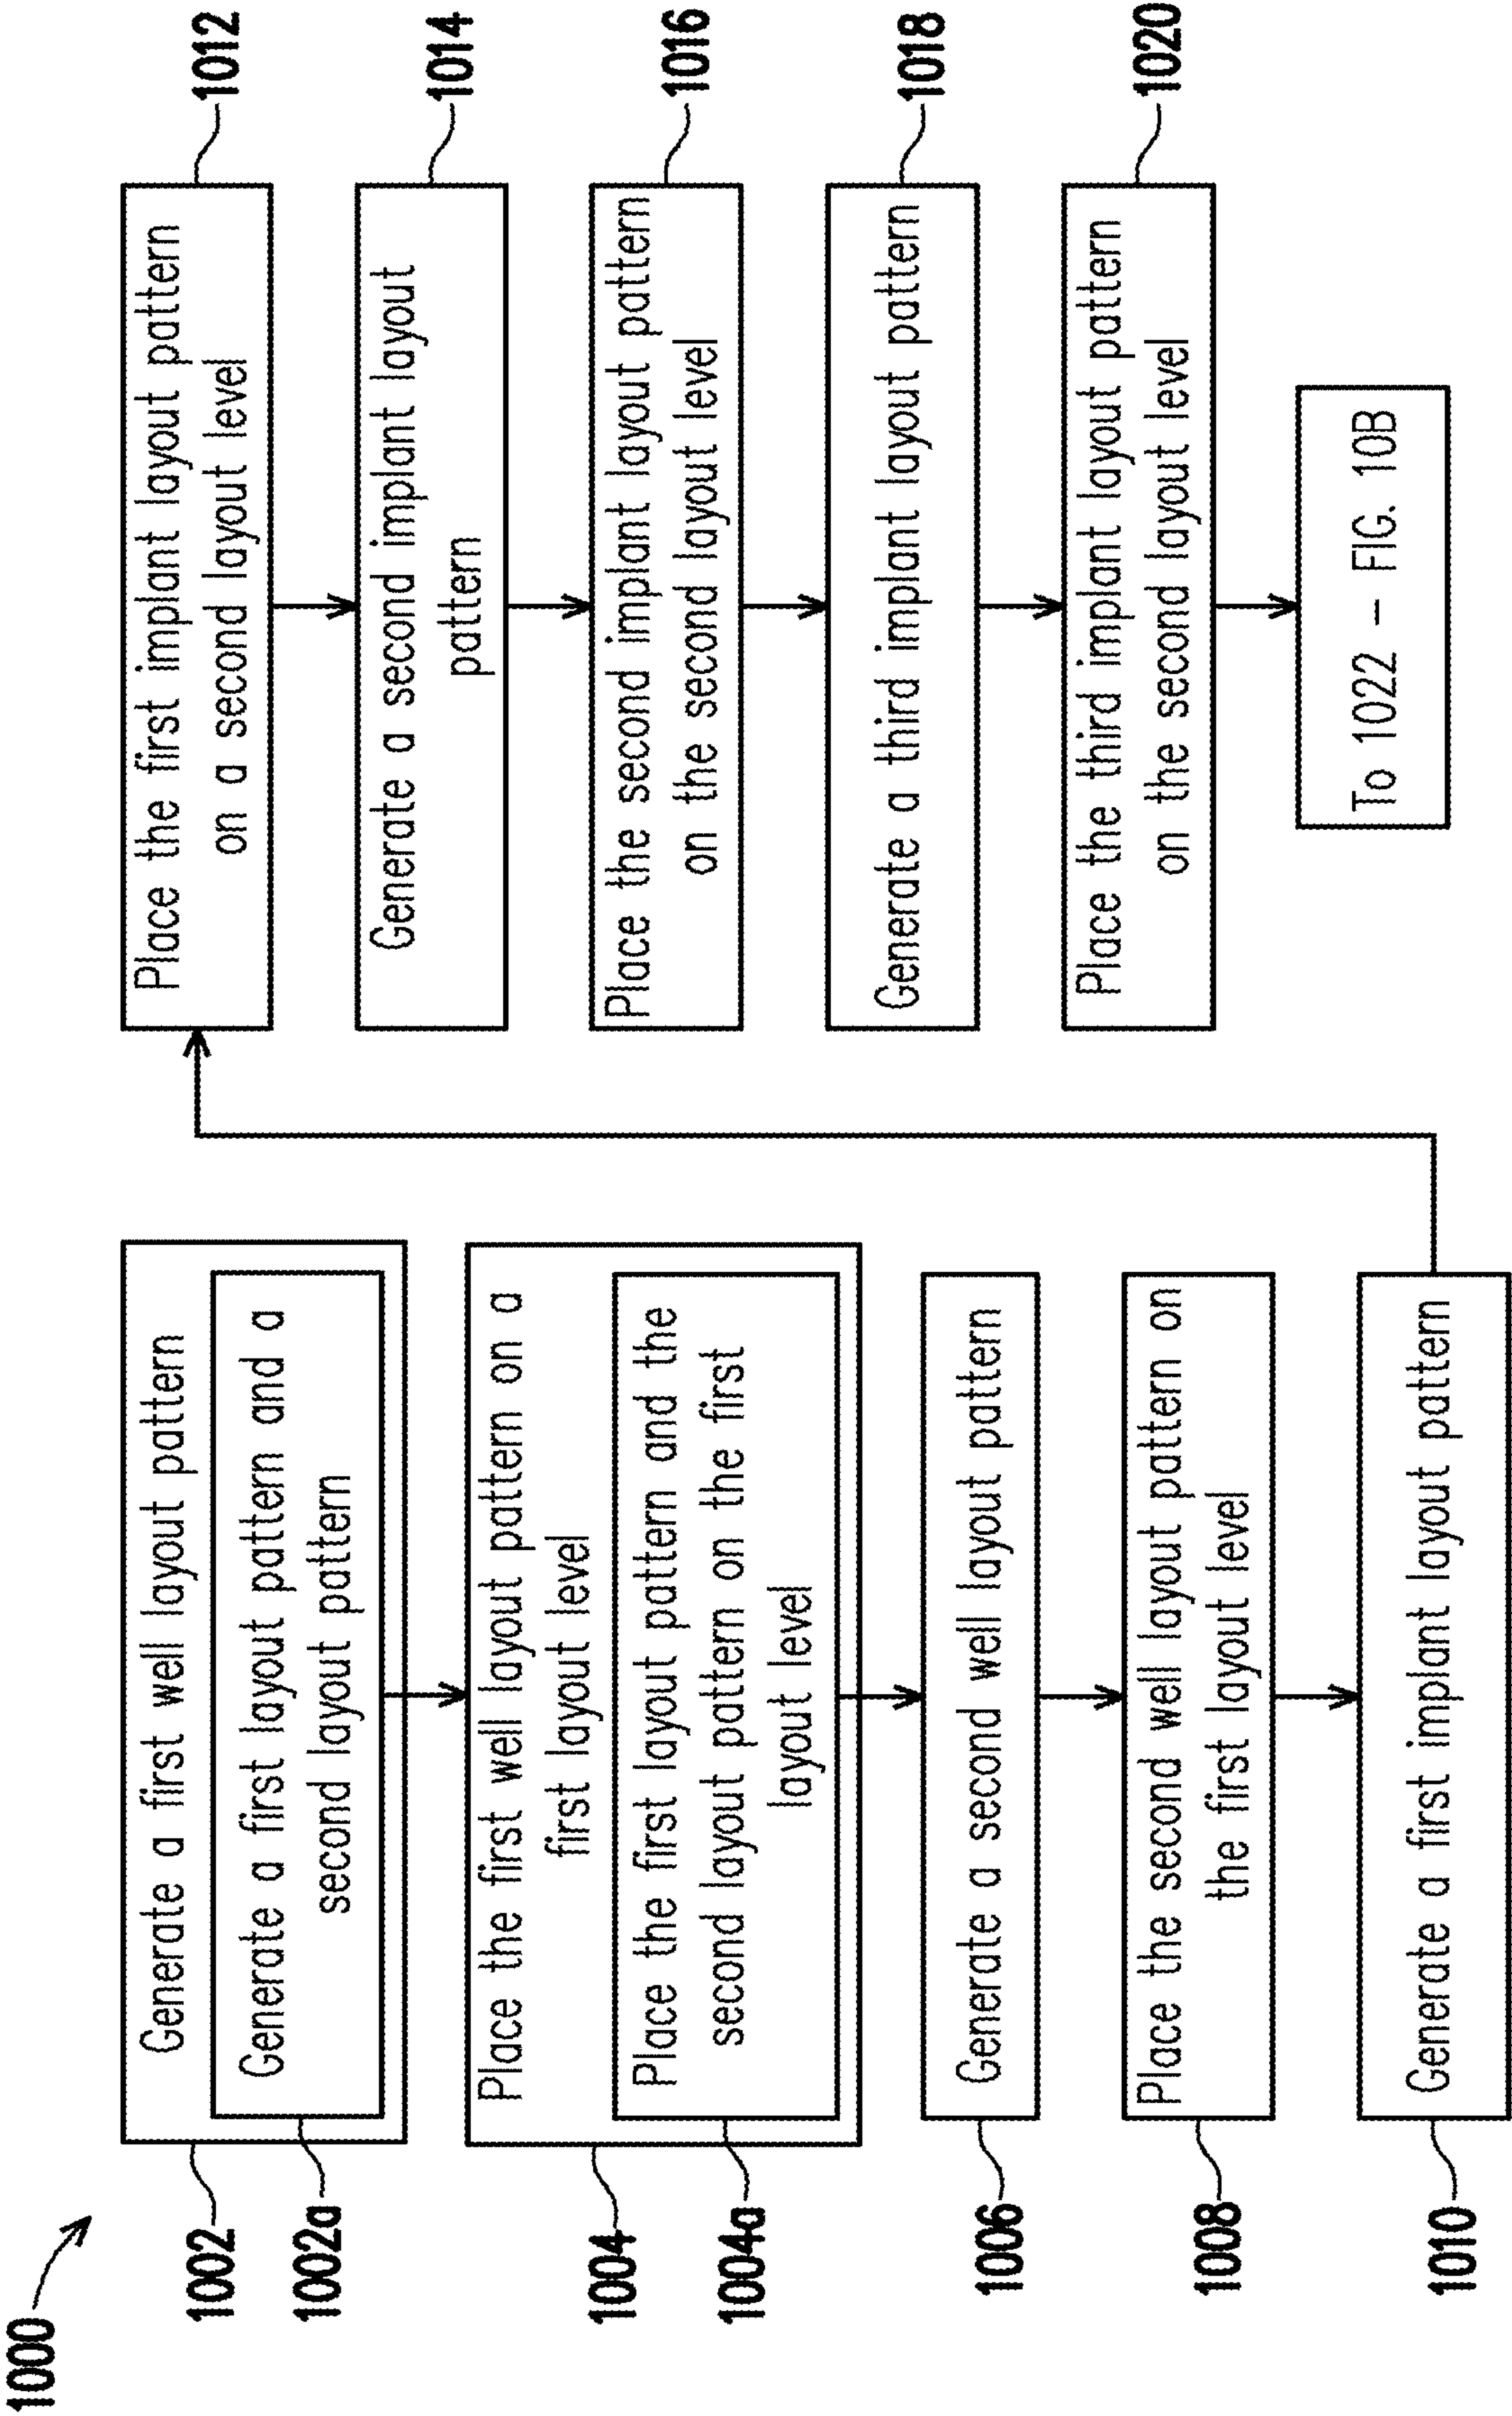 1000
1002
Generate a first well layout pattern
1002a
Generate a first layout pattern and a
second layout pattern
1004
Place the first well layout pattern on a
first layout level
1004a
Place the first layout pattern and the
second layout pattern on the first
layout level
1006
Generate a second well layout pattern
1008
Place the second well layout pattern on
the first layout level
1010
Generate a first implant layout pattern
1012
Place the first implant layout pattern
on a second layout level
1014
Generate a second implant layout
pattern
1016
Place the second implant layout pattern
on the second layout level
1018
Generate a third implant layout pattern
1020
Place the third implant layout pattern
on the second layout level
To 1022 – FIG. 10B